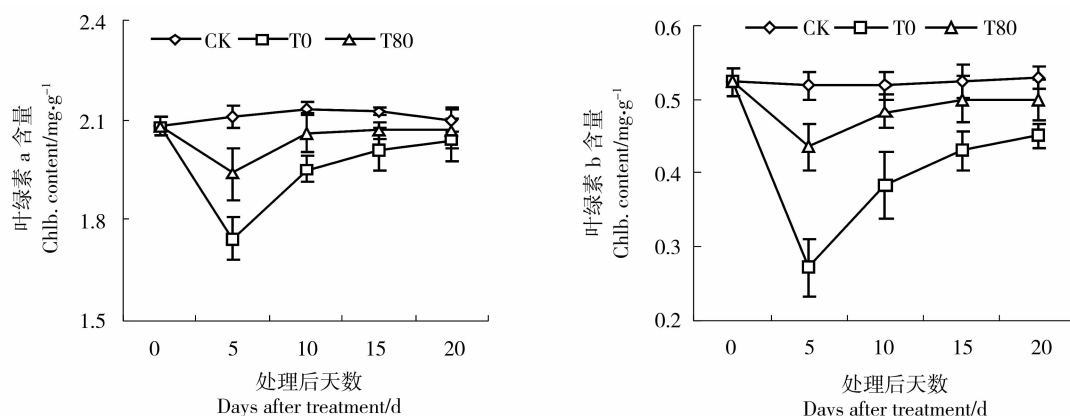 2.4
CK T0 T80
2.1
1.8
1.5
叶绿素 a 含量
Chlb. content/mg·g⁻¹
0 5 10 15 20
处理后天数
Days after treatment/d
0.6
CK T0 T80
0.5
0.4
0.3
0.2
叶绿素 b 含量
Chlb. content/mg·g⁻¹
0 5 10 15 20
处理后天数
Days after treatment/d